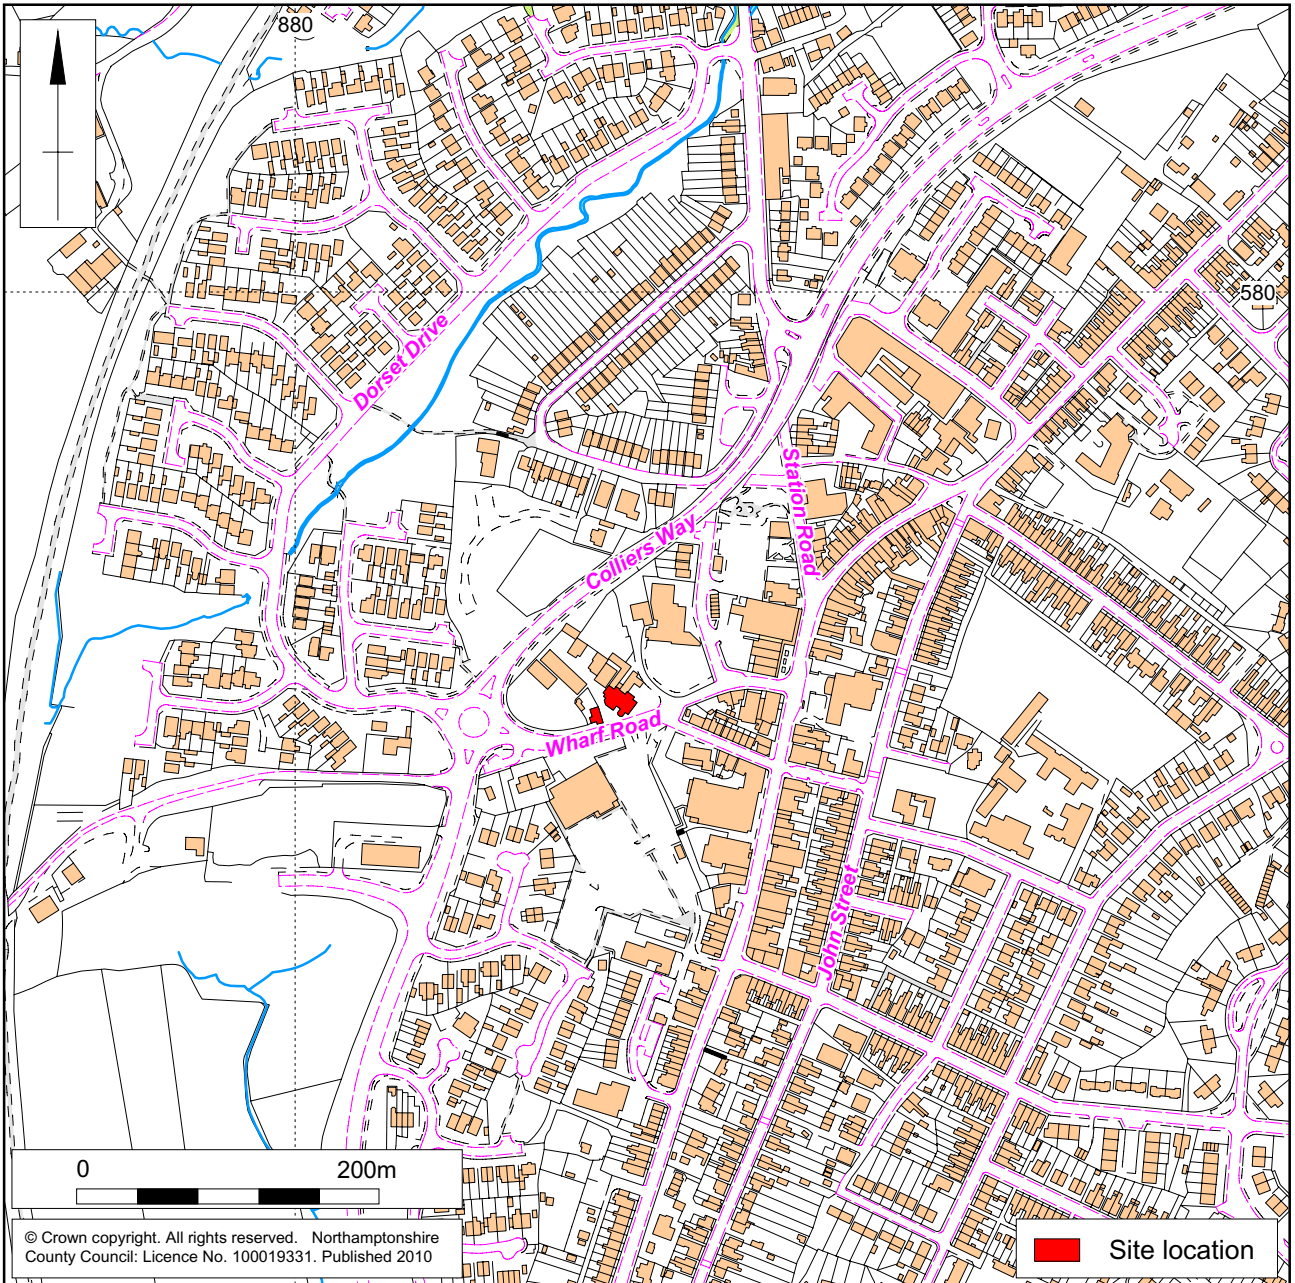 880
580
Dorset Drive
Station Road
Colliers Way
Wharf Road
John Street
0 200m
© Crown copyright. All rights reserved. Northamptonshire
County Council: Licence No. 100019331. Published 2010
Site location